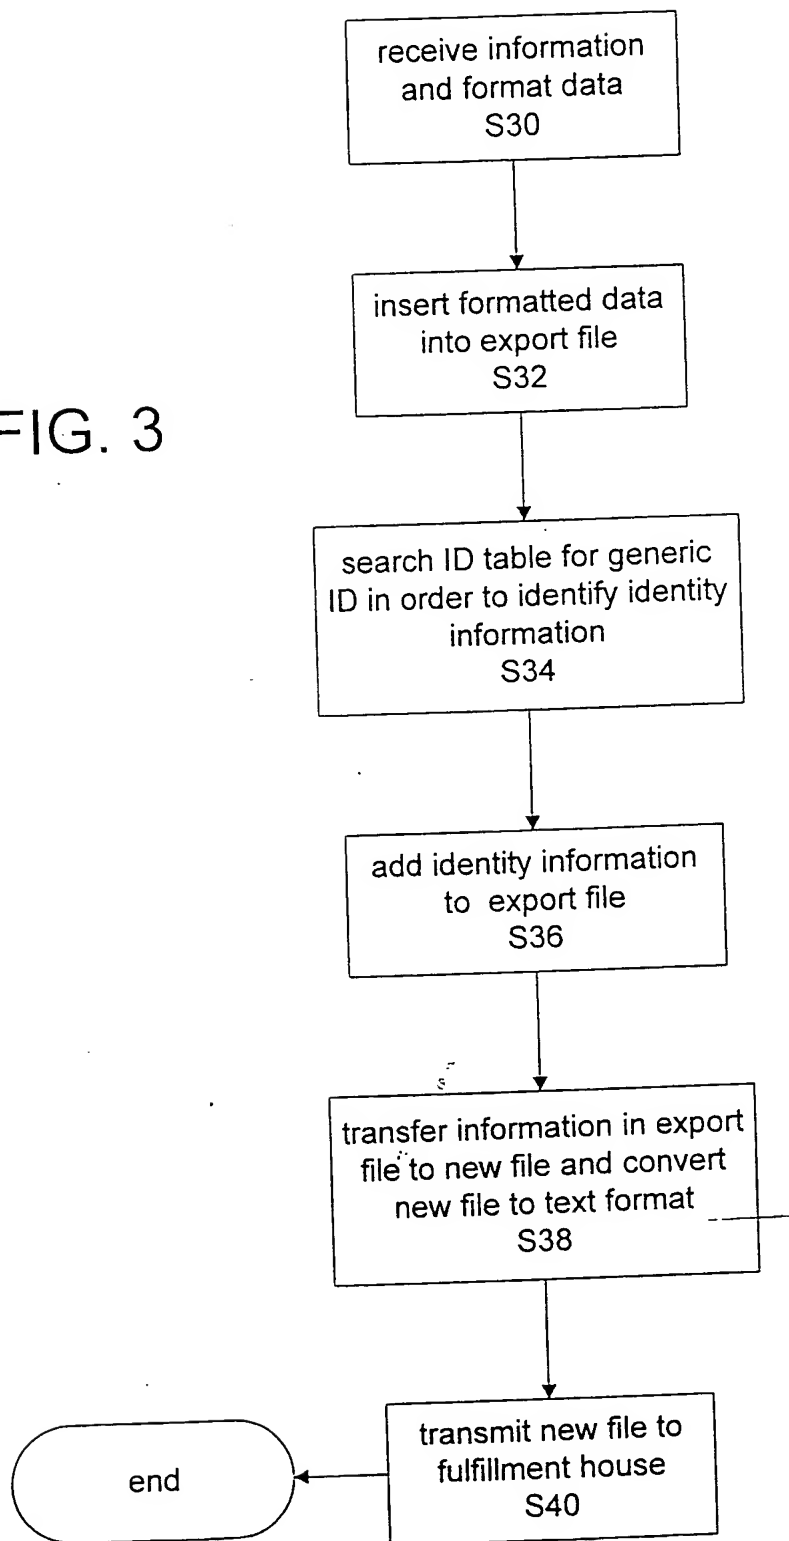 receive information
and format data
S30
insert formatted data
into export file
S32
FIG. 3
search ID table for generic
ID in order to identify identity
information
S34
add identity information
to export file
S36
transfer information in export
file to new file and convert
new file to text format
S38
transmit new file to
fulfillment house
S40
end